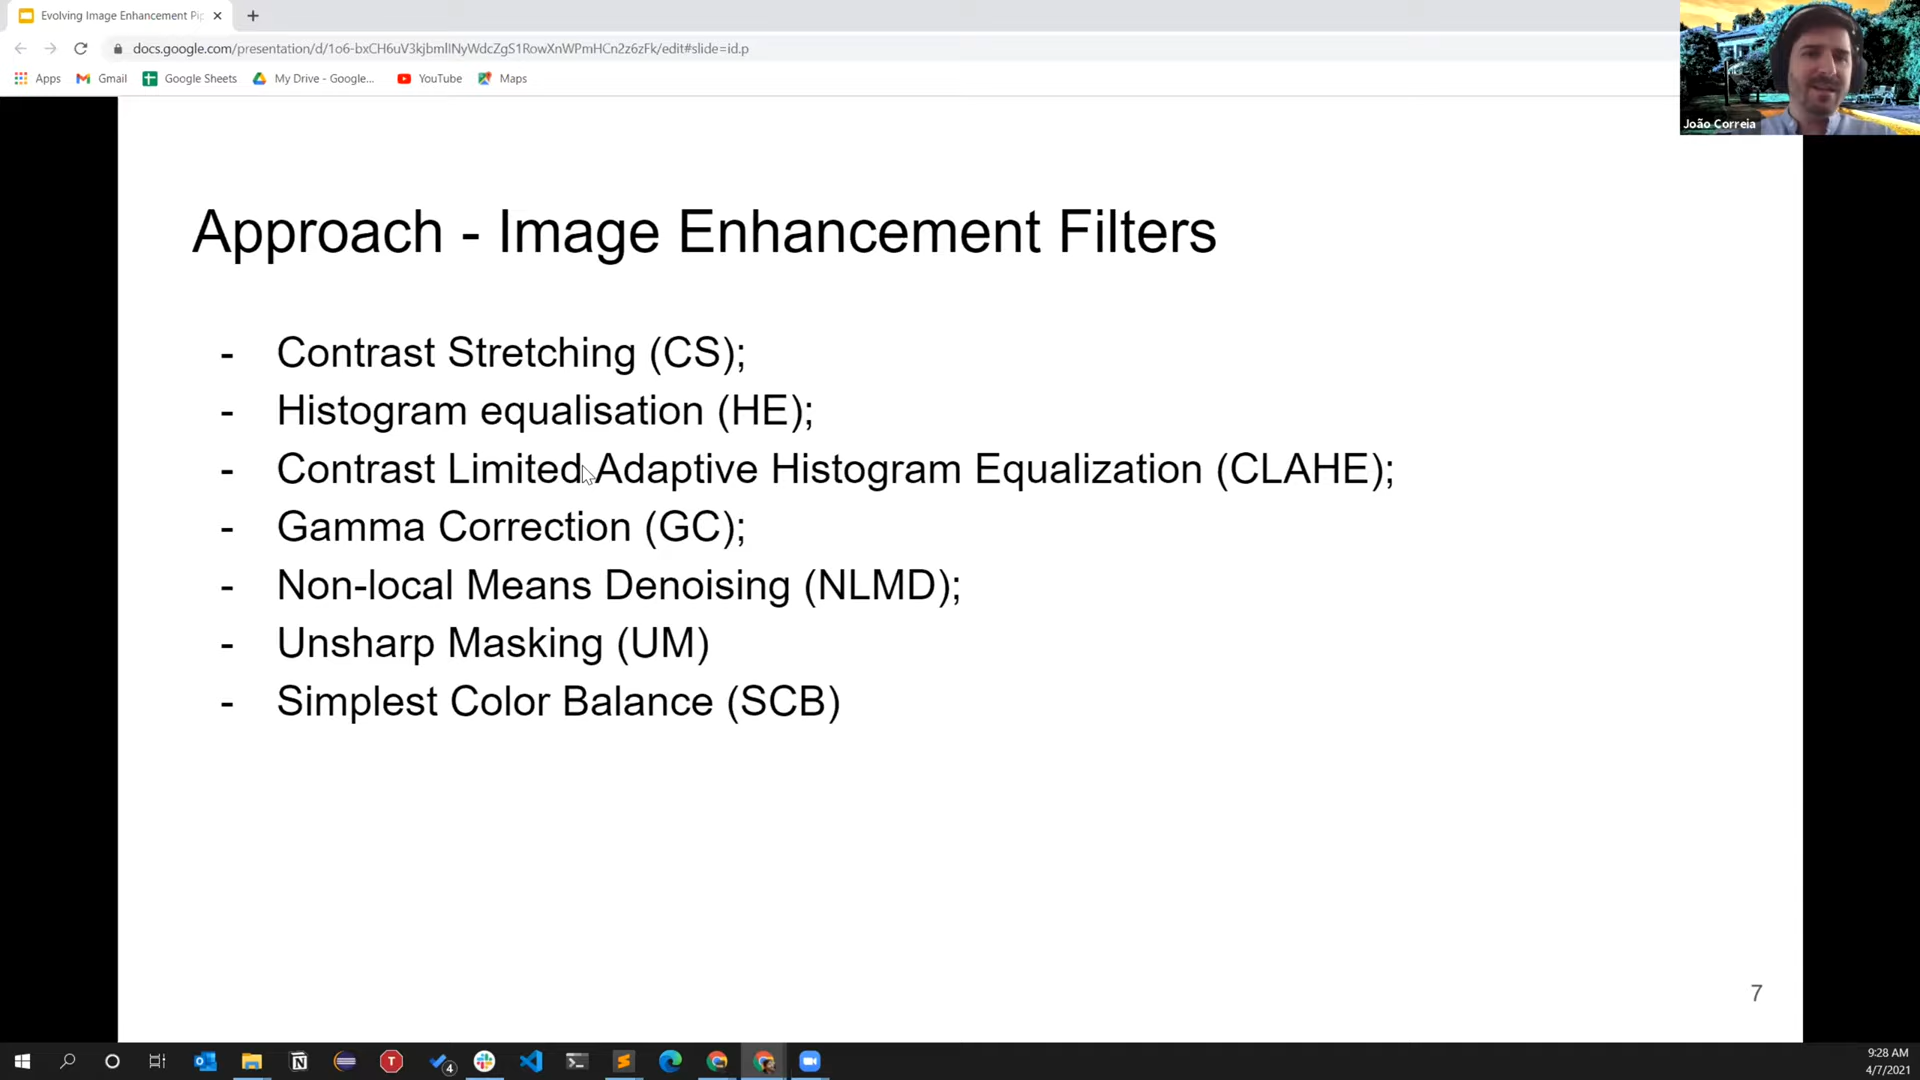 Evolving Image Enhancement Pip
docs.google.com/presentation/d/1o6-bxCH6uV3kjbmlINyWdcZgS1RowXnWPmHCn2z6zFk/edit#slide=id.p
Apps Gmail Google Sheets My Drive - Google... YouTube Maps
João Correia
Approach - Image Enhancement Filters
- Contrast Stretching (CS);
- Histogram equalisation (HE);
- Contrast Limited Adaptive Histogram Equalization (CLAHE);
- Gamma Correction (GC);
- Non-local Means Denoising (NLMD);
- Unsharp Masking (UM)
- Simplest Color Balance (SCB)
7
4
9:28 AM
4/7/2021